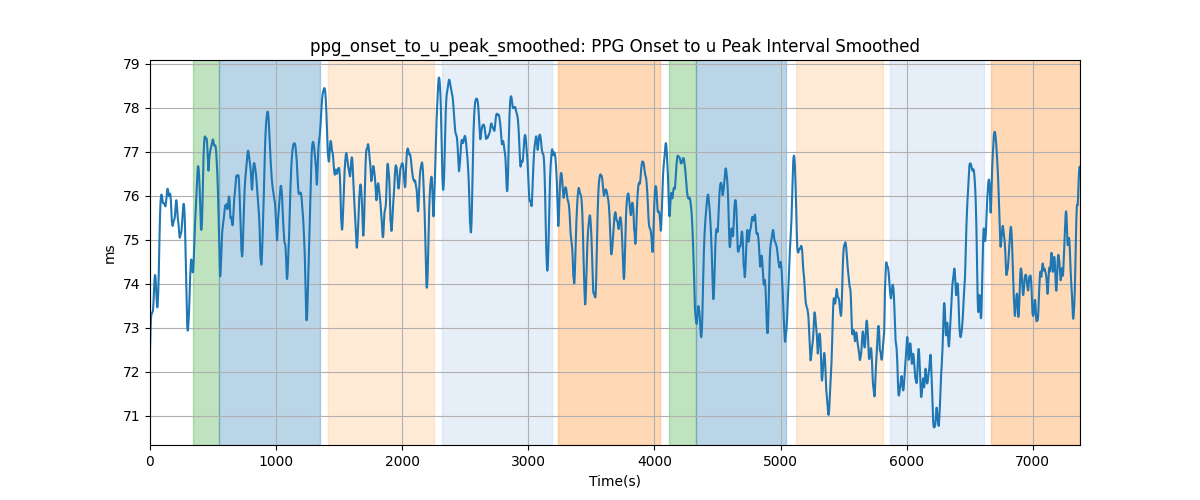 ppg_onset_to_u_peak_smoothed: PPG Onset to u Peak Interval Smoothed
79
78
77
76
75
74
73
72
71
ms
0 1000 2000 3000 4000 5000 6000 7000
Time(s)